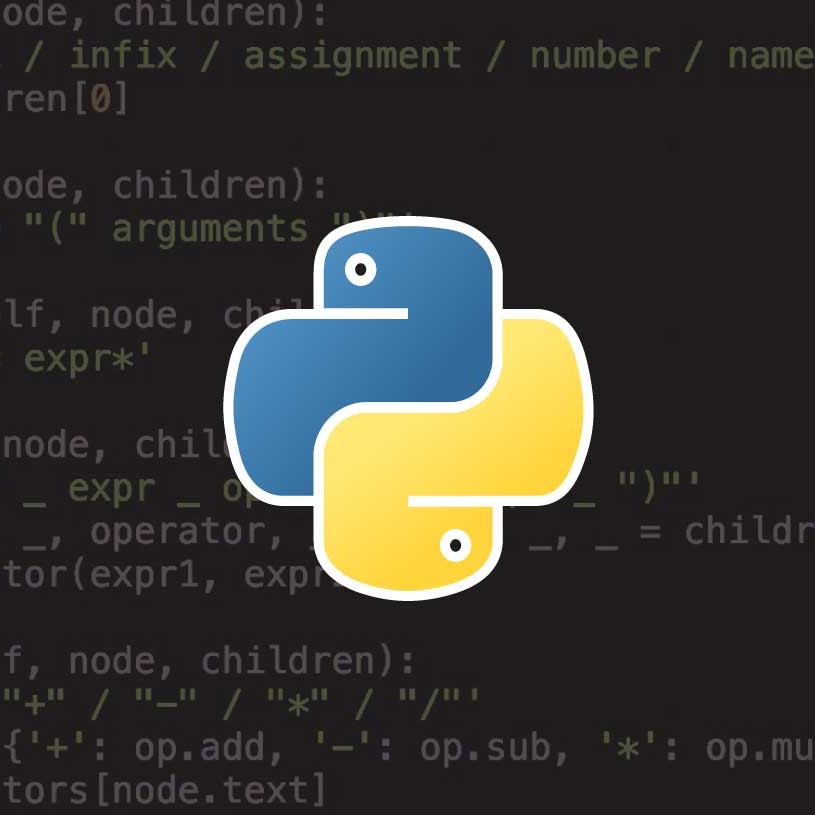 ode, children):
/ infix / assignment / number / name
ren[0]
ode, children):
"(" arguments ")"'
lf, node, chil
expr*'
node, child
_ expr _ op _ ")"'
_, operator, _, _ = childr
tor(expr1, expr
f, node, children):
"+" / "-" / "*" / "/"'
{'+': op.add, '-': op.sub, '*': op.mu
tors[node.text]